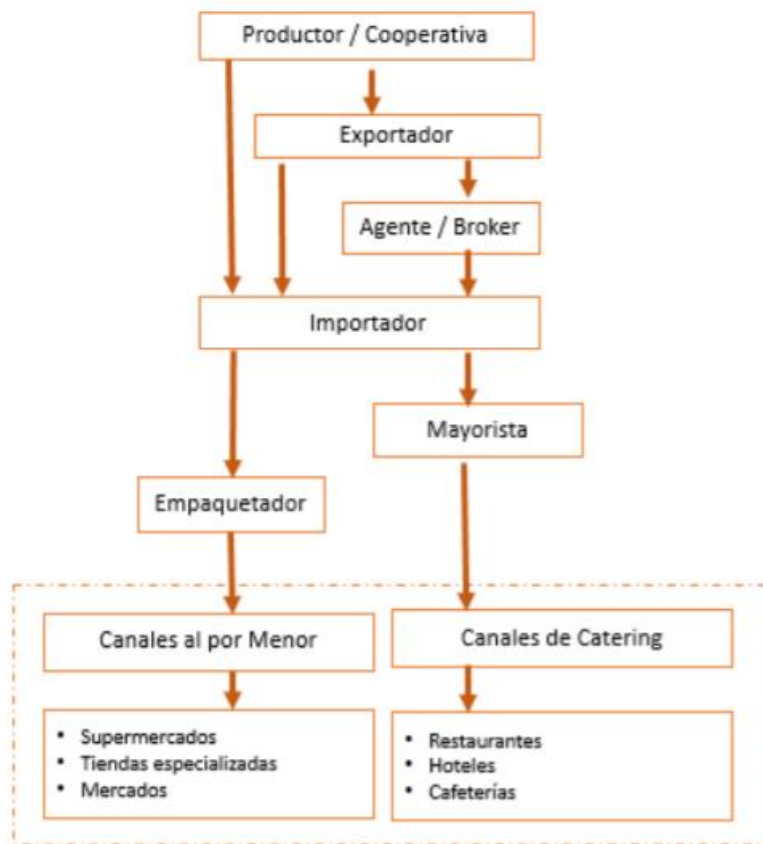 Productor / Cooperativa
Exportador
Agente / Broker
Importador
Mayorista
Empaquetador
Canales al por Menor
Canales de Catering
• Supermercados
• Tiendas especializadas
• Mercados
• Restaurantes
• Hoteles
• Cafeterías